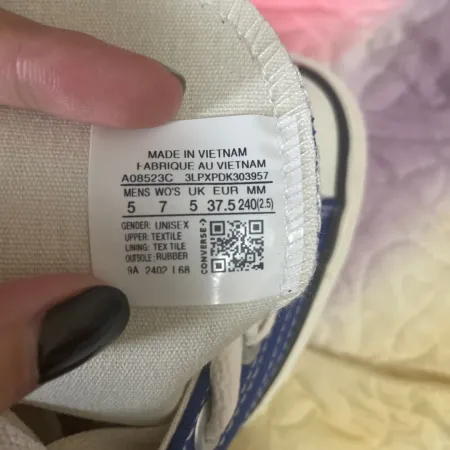 MADE IN VIETNAM
FABRIQUE AU VIETNAM
A08523C 3LPXPDK303957
MENS WO'S UK EUR MM
5 7 5 37.5 240(2.5)
GENDER: UNISEX
UPPER: TEXTILE
LINING: TEXTILE
OUTSOLE: RUBBER
9A 2402 L68
CONVERSE